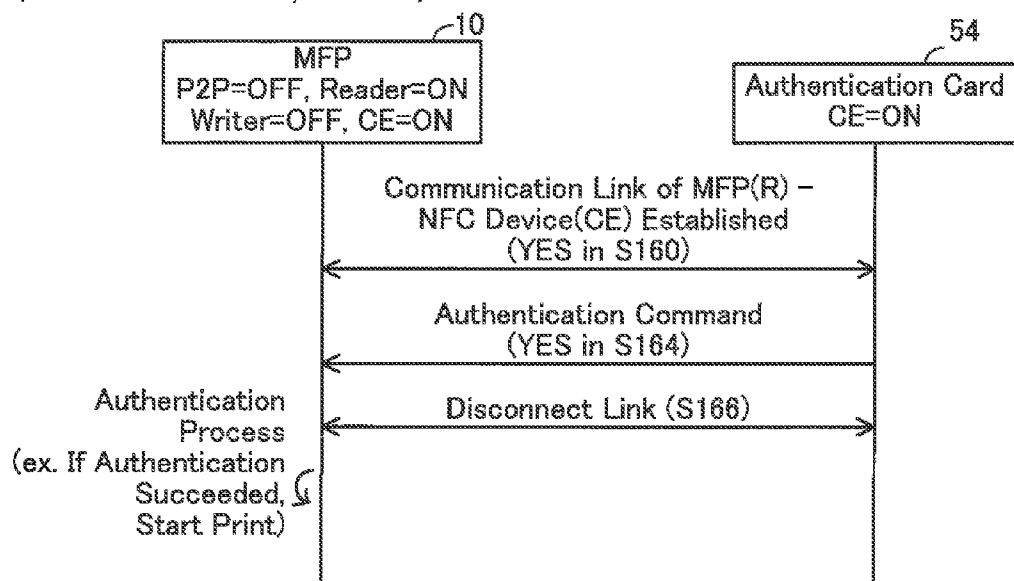 10
MFP
P2P=OFF, Reader=ON
Writer=OFF, CE=ON
54
Authentication Card
CE=ON
Communication Link of MFP(R) –
NFC Device(CE) Established
(YES in S160)
Authentication Command
(YES in S164)
Disconnect Link (S166)
Authentication
Process
(ex. If Authentication
Succeeded,
Start Print)